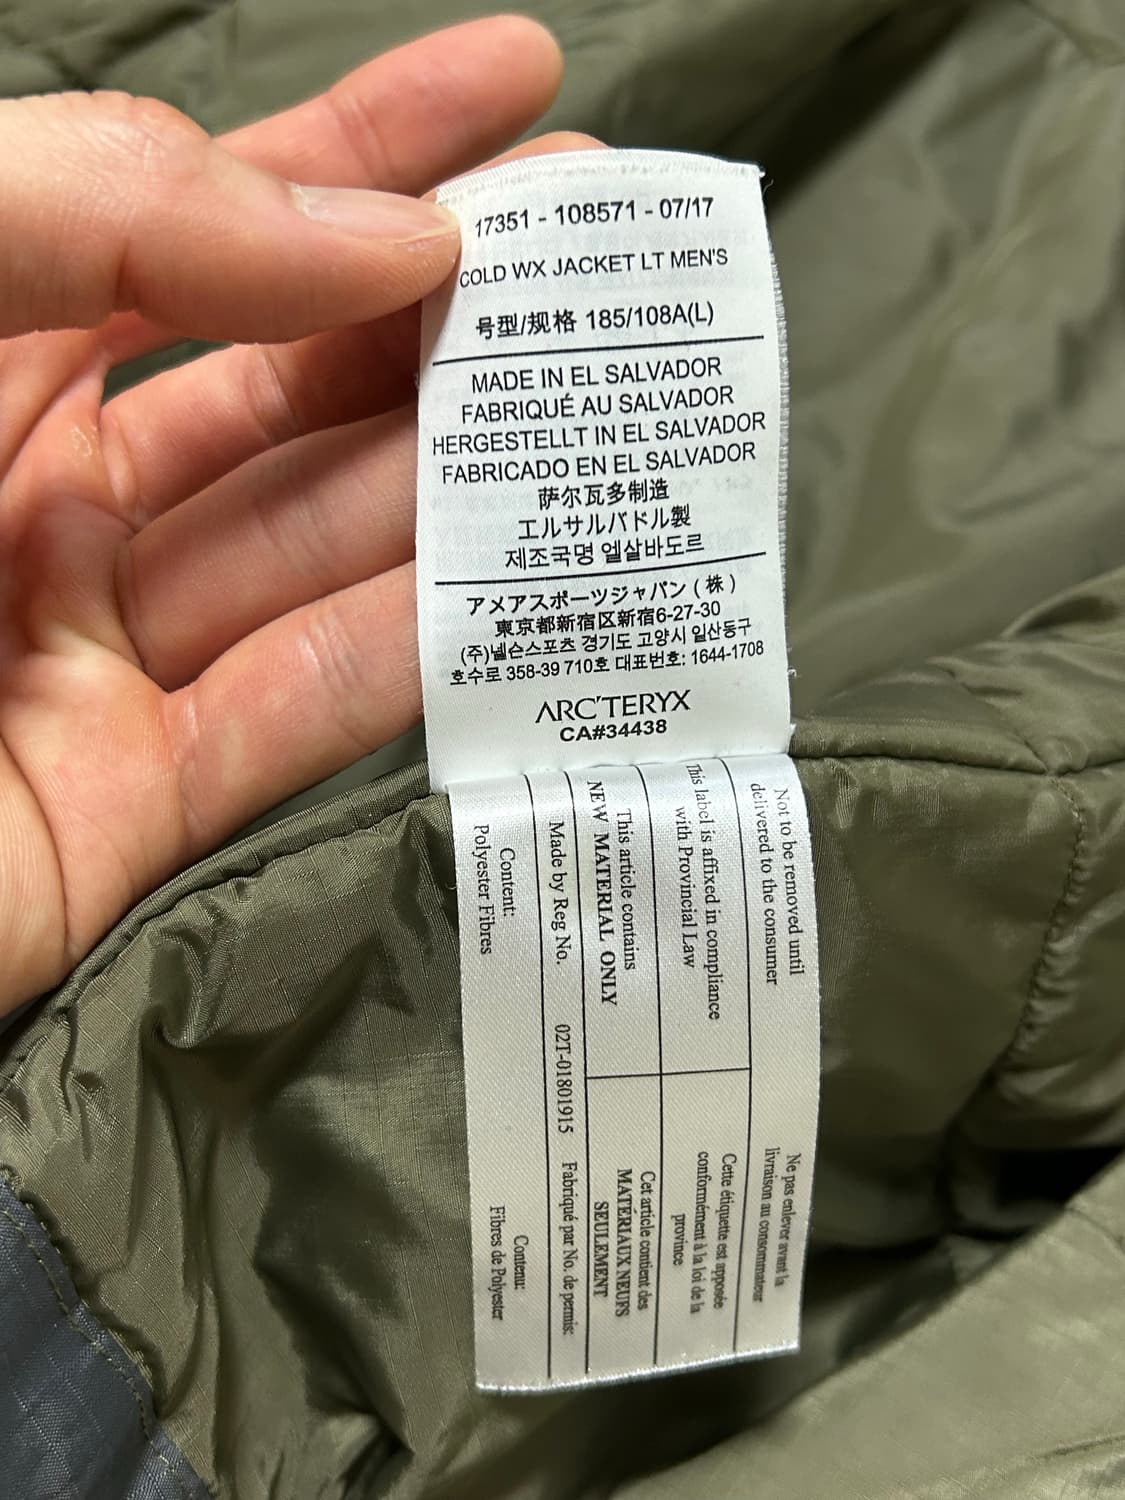 17351 - 108571 - 07/17
COLD WX JACKET LT MEN'S
号型/规格 185/108A(L)
MADE IN EL SALVADOR
FABRIQUÉ AU SALVADOR
HERGESTELLT IN EL SALVADOR
FABRICADO EN EL SALVADOR
萨尔瓦多制造
エルサルバドル製
제조국명 엘살바도르
アメアスポーツジャパン ( 株 )
東京都新宿区新宿6-27-30
(주)넬슨스포츠 경기도 고양시 일산동구
호수로 358-39 710호 대표번호: 1644-1708
ARC'TERYX
CA#34438
Not to be removed until
delivered to the consumer
Ne pas enlever avant la
livraison au consommateur
This label is affixed in compliance
with Provincial Law
Cette étiquette est apposée
conformément à la loi de la
province
This article contains
NEW MATERIAL ONLY
Cet article contient des
MATÉRIAUX NEUFS
SEULEMENT
Made by Reg No. 02T-01801915 Fabriqué par No. de permis:
Content:
Polyester Fibres
Contenu:
Fibres de Polyester